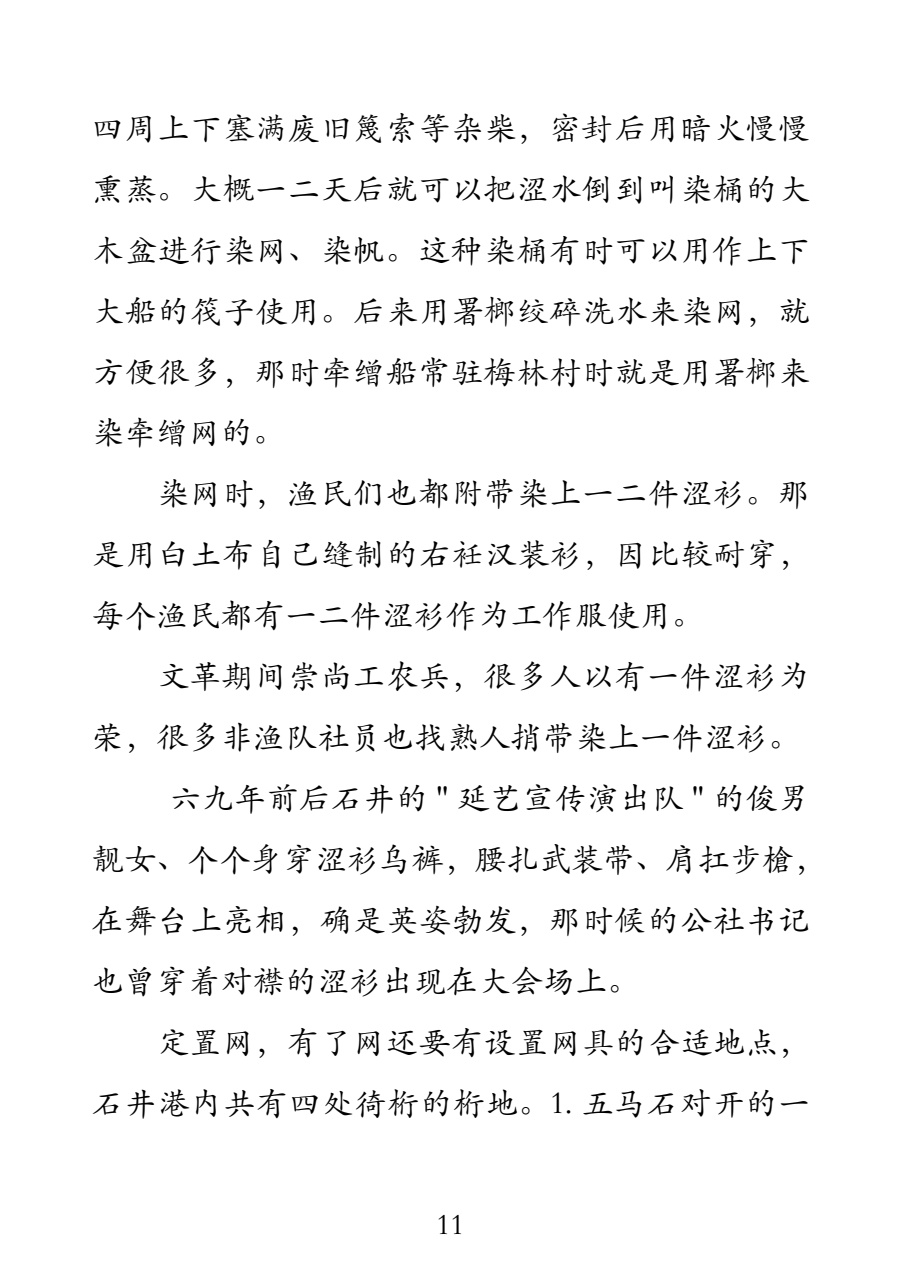 四周上下塞满废旧篾索等杂柴，密封后用暗火慢慢
熏蒸。大概一二天后就可以把涩水倒到叫染桶的大
木盆进行染网、染帆。这种染桶有时可以用作上下
大船的筏子使用。后来用署榔绞碎洗水来染网，就
方便很多，那时牵缯船常驻梅林村时就是用署榔来
染牵缯网的。
染网时，渔民们也都附带染上一二件涩衫。那
是用白土布自己缝制的右衽汉装衫，因比较耐穿，
每个渔民都有一二件涩衫作为工作服使用。
文革期间崇尚工农兵，很多人以有一件涩衫为
荣，很多非渔队社员也找熟人捎带染上一件涩衫。
六九年前后石井的"延艺宣传演出队"的俊男
靓女、个个身穿涩衫乌裤，腰扎武装带、肩扛步槍，
在舞台上亮相，确是英姿勃发，那时候的公社书记
也曾穿着对襟的涩衫出现在大会场上。
定置网，有了网还要有设置网具的合适地点，
石井港内共有四处徛桁的桁地。1.五马石对开的一
11